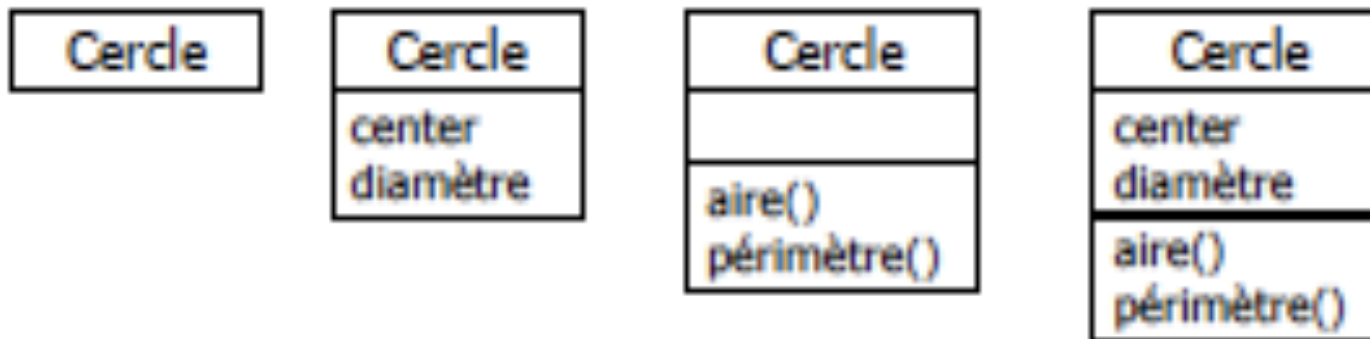 Cercle
Cercle
center
diamètre
Cercle
aire()
périmètre()
Cercle
center
diamètre
aire()
périmètre()